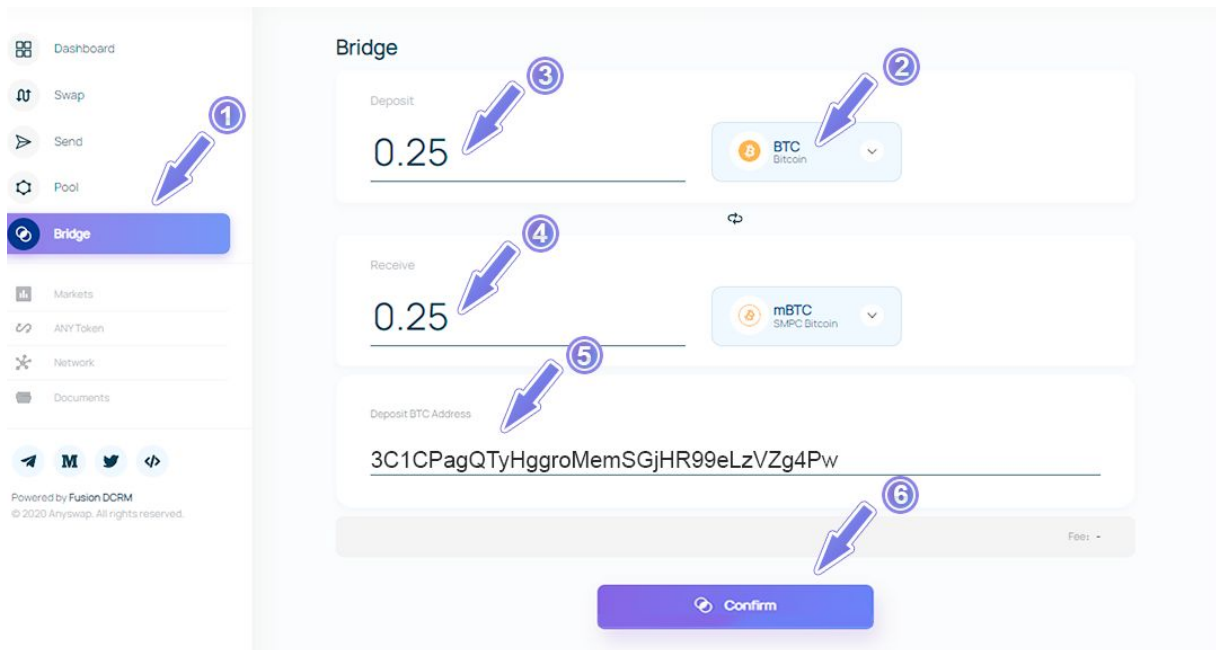 Dashboard
Swap
Send
Pool
Bridge
Markets
ANY Token
Network
Documents
M
Powered by Fusion DCRM
© 2020 Anyswap. All rights reserved.
Bridge
1
2
3
Deposit
0.25
BTC
Bitcoin
4
Receive
0.25
mBTC
SMPC Bitcoin
5
Deposit BTC Address
3C1CPagQTyHggroMemSGjHR99eLzVZg4Pw
6
Fee: -
Confirm